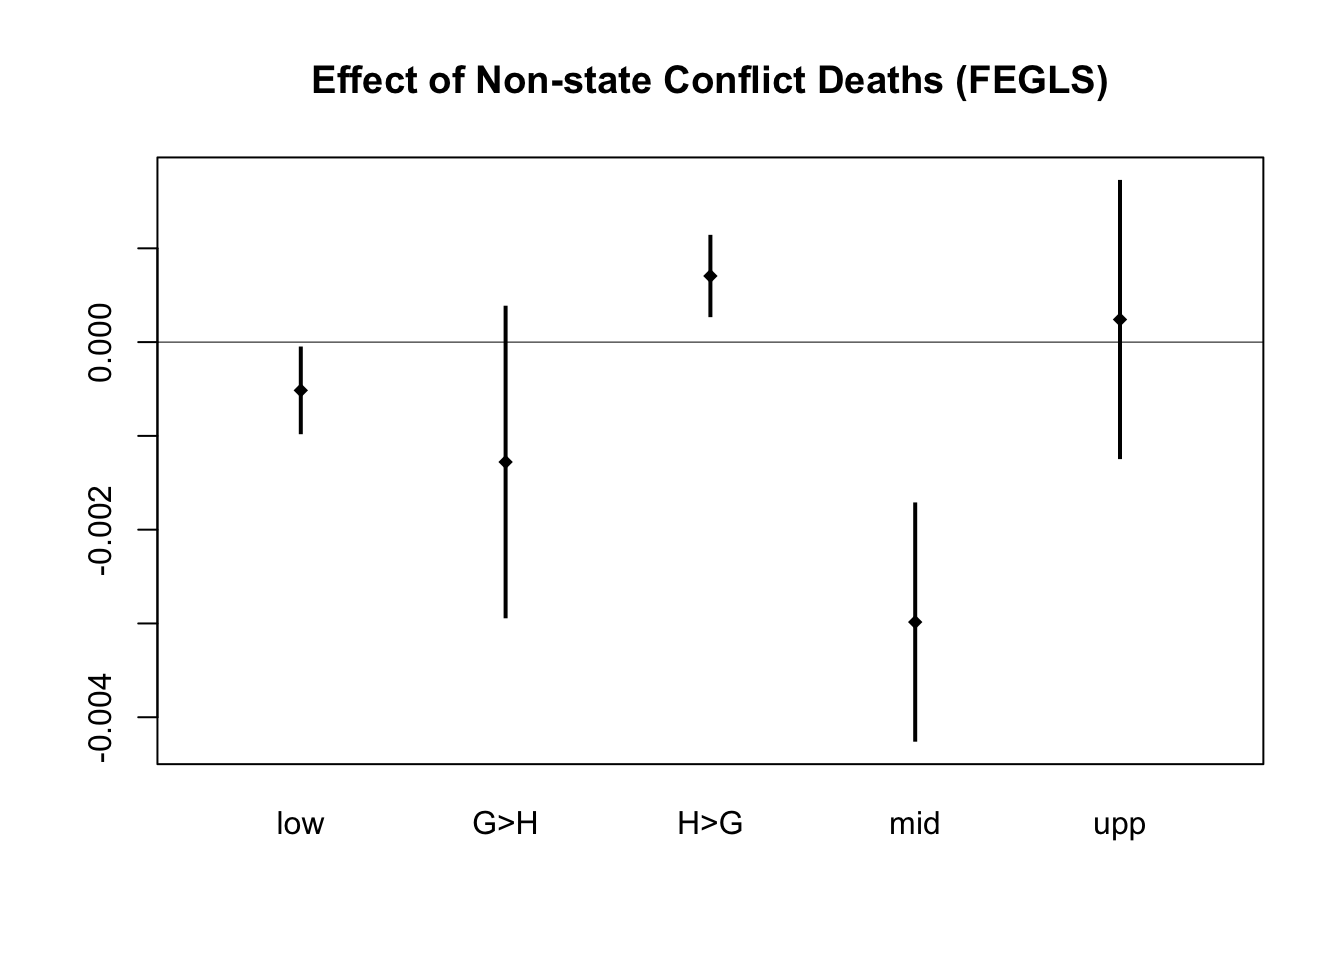 Effect of Non-state Conflict Deaths (FEGLS)
0.000
-0.002
-0.004
low G>H H>G mid upp